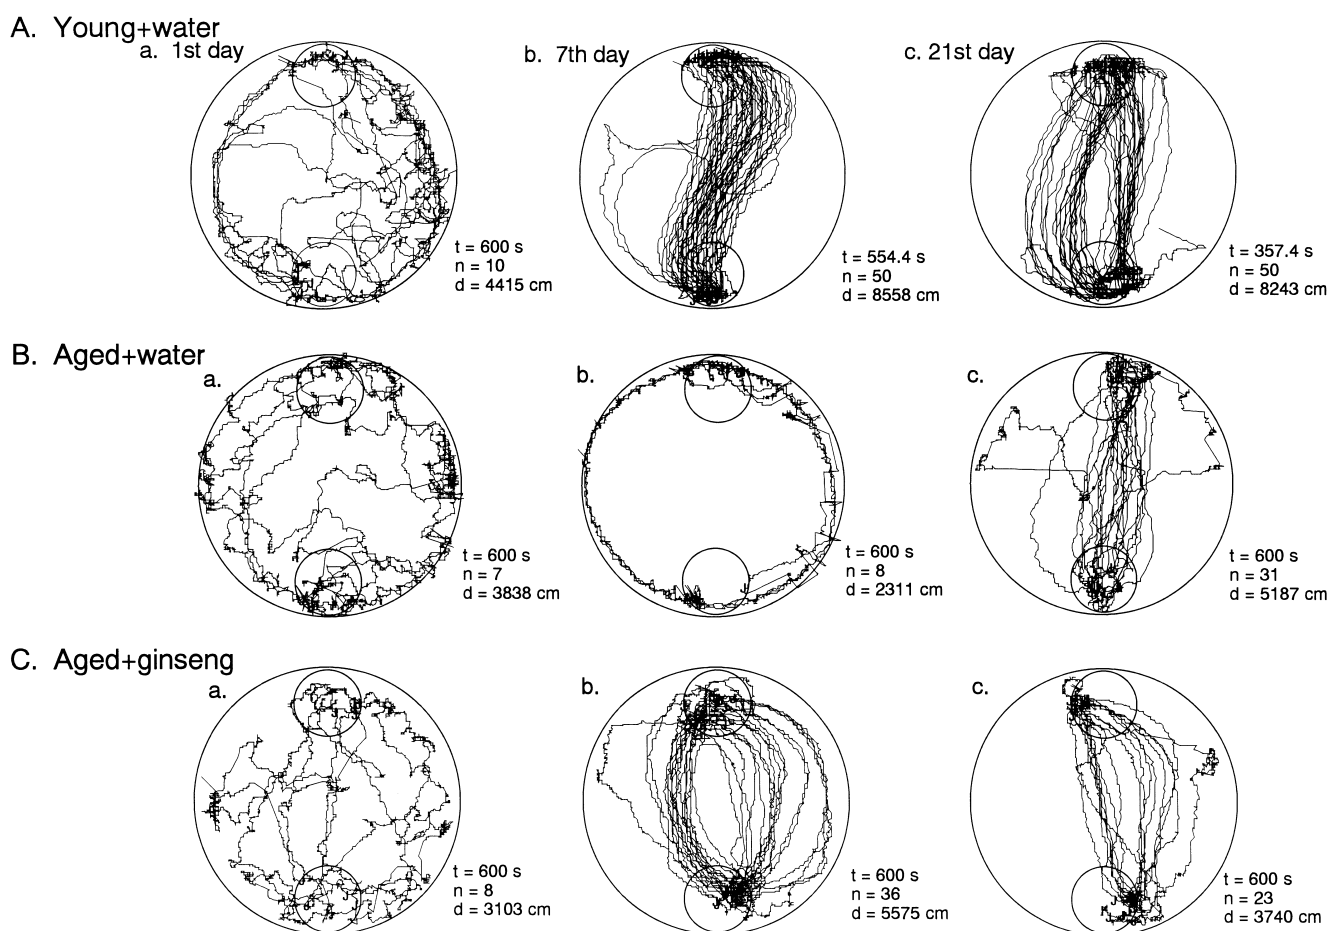 A. Young+water
a. 1st day
b. 7th day
c. 21st day
t = 600 s
n = 10
d = 4415 cm
t = 554.4 s
n = 50
d = 8558 cm
t = 357.4 s
n = 50
d = 8243 cm
B. Aged+water
a.
b.
c.
t = 600 s
n = 7
d = 3838 cm
t = 600 s
n = 8
d = 2311 cm
t = 600 s
n = 31
d = 5187 cm
C. Aged+ginseng
a.
b.
c.
t = 600 s
n = 8
d = 3103 cm
t = 600 s
n = 36
d = 5575 cm
t = 600 s
n = 23
d = 3740 cm